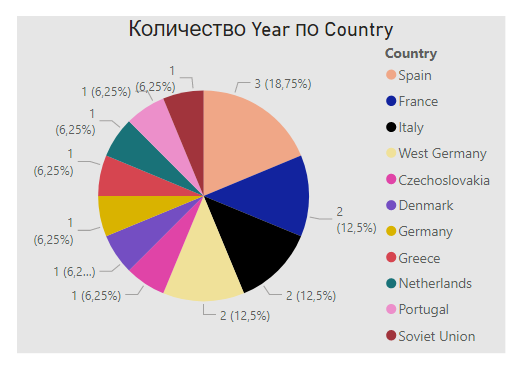 Количество Year по Country
Country
Spain
France
Italy
West Germany
Czechoslovakia
Denmark
Germany
Greece
Netherlands
Portugal
Soviet Union
3 (18,75%)
2
(12,5%)
2 (12,5%)
2 (12,5%)
1 (6,25%)
1 (6,2...)
1
(6,25%)
1
(6,25%)
1
(6,25%)
1 (6,25%)
1
(6,25%)